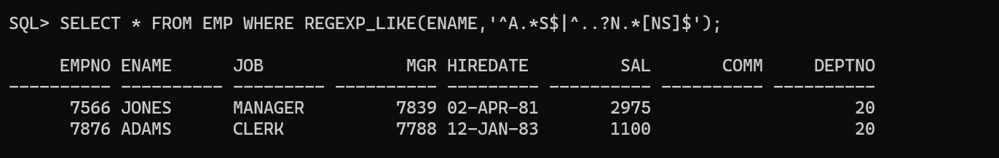 SQL> SELECT * FROM EMP WHERE REGEXP_LIKE(ENAME,'^A.*S$|^..?N.*[NS]$');
     EMPNO ENAME      JOB              MGR HIREDATE         SAL       COMM     DEPTNO
---------- ---------- --------- ---------- --------- ---------- ---------- ----------
      7566 JONES      MANAGER         7839 02-APR-81       2975                    20
      7876 ADAMS      CLERK           7788 12-JAN-83       1100                    20